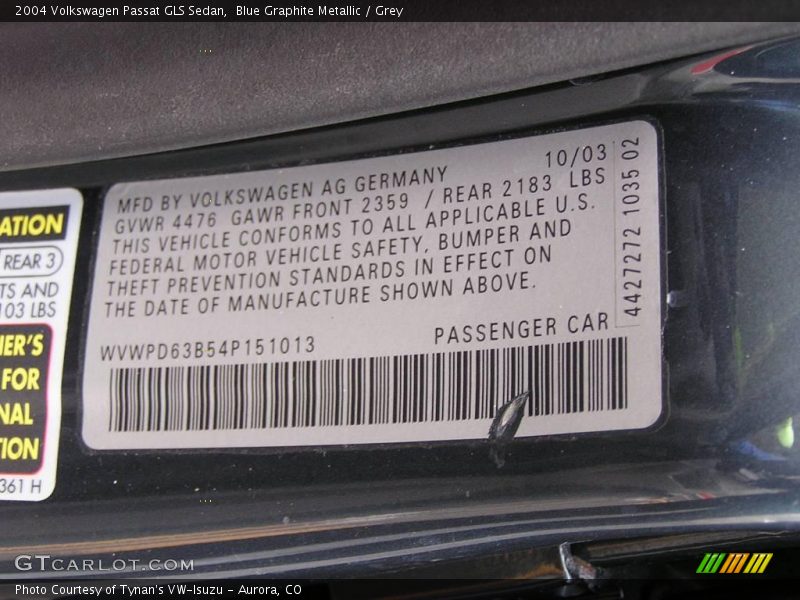 2004 Volkswagen Passat GLS Sedan,  Blue Graphite Metallic / Grey
10/03
MFD BY VOLKSWAGEN AG GERMANY
GVWR 4476 GAWR FRONT 2359 / REAR 2183 LBS
THIS VEHICLE CONFORMS TO ALL APPLICABLE U.S.
FEDERAL MOTOR VEHICLE SAFETY, BUMPER AND
THEFT PREVENTION STANDARDS IN EFFECT ON
THE DATE OF MANUFACTURE SHOWN ABOVE.
4427272 1035 02
WVWPD63B54P151013
PASSENGER CAR
ATION
REAR 3
TS AND
103 LBS
IER'S
FOR
NAL
TION
361 H
GTCARLOT.COM
Photo Courtesy of Tynan's VW-Isuzu - Aurora, CO